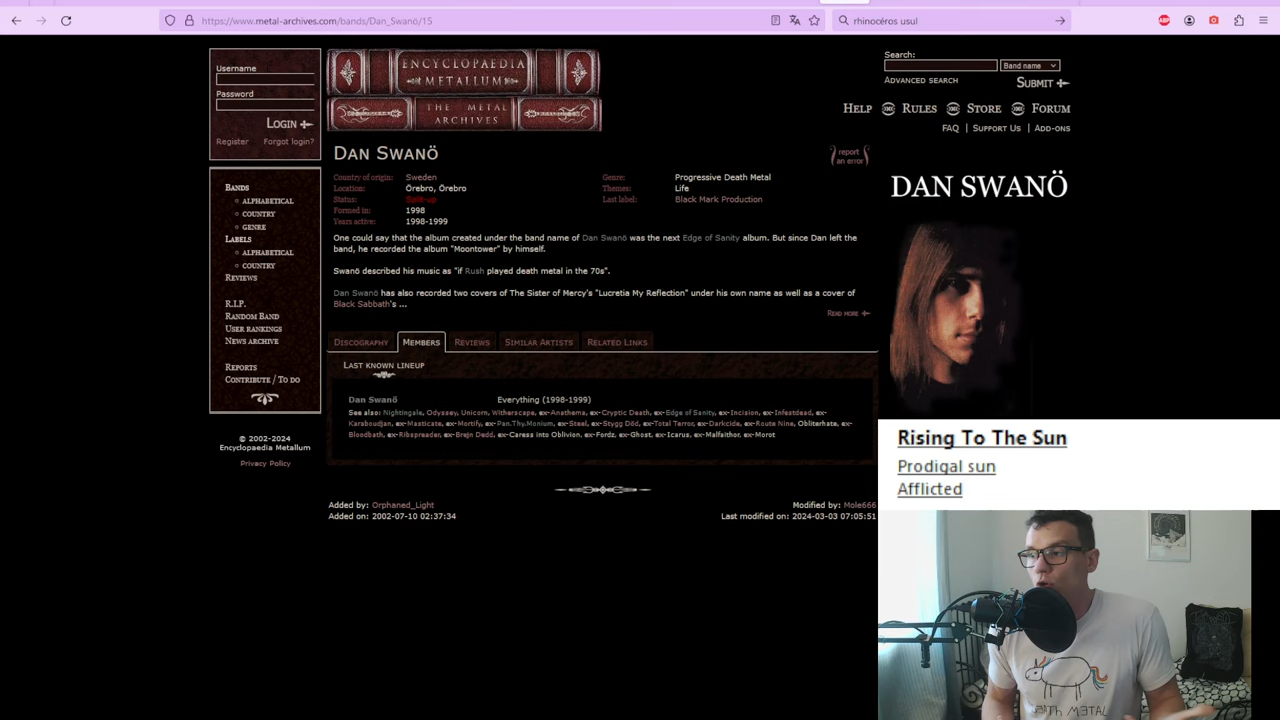 https://www.metal-archives.com/bands/Dan_Swanö/15
rhinocéros usul
ABP
Username
Password
Login
Register Forgot login?
ENCYCLOPAEDIA
METALLUM
THE METAL
ARCHIVES
Search:
Band name
Advanced search
Submit
Help Rules Store Forum
FAQ | Support Us | Add-ons
Bands
alphabetical
country
genre
Labels
alphabetical
country
Reviews
R.I.P.
Random Band
User rankings
News archive
Reports
Contribute / To do
© 2002-2024
Encyclopaedia Metallum
Privacy Policy
Dan Swanö
report
an error
Country of origin: Sweden
Location: Örebro, Örebro
Status: Split-up
Formed in: 1998
Years active: 1998-1999
Genre: Progressive Death Metal
Themes: Life
Last label: Black Mark Production
One could say that the album created under the band name of Dan Swanö was the next Edge of Sanity album. But since Dan left the
band, he recorded the album "Moontower" by himself.
Swanö described his music as "if Rush played death metal in the 70s".
Dan Swanö has also recorded two covers of The Sister of Mercy's "Lucretia My Reflection" under his own name as well as a cover of
Black Sabbath's ...
Read more
Discography Members Reviews Similar Artists Related Links
Last known lineup
Dan Swanö Everything (1998-1999)
See also: Nightingale, Odyssey, Unicorn, Witherscape, ex-Anathema, ex-Cryptic Death, ex-Edge of Sanity, ex-Incision, ex-Infestdead, ex-
Karaboudjan, ex-Masticate, ex-Mortify, ex-Pan.Thy.Monium, ex-Steel, ex-Stygg Död, ex-Total Terror, ex-Darkcide, ex-Route Nine, Obliterhate, ex-
Bloodbath, ex-Ribspreader, ex-Brejn Dedd, ex-Caress into Oblivion, ex-Fordz, ex-Ghost, ex-Icarus, ex-Malfaithor, ex-Morot
Added by: Orphaned_Light
Added on: 2002-07-10 02:37:34
Modified by: Mole666
Last modified on: 2024-03-03 07:05:51
DAN SWANÖ
Rising To The Sun
Prodigal sun
Afflicted
METAL